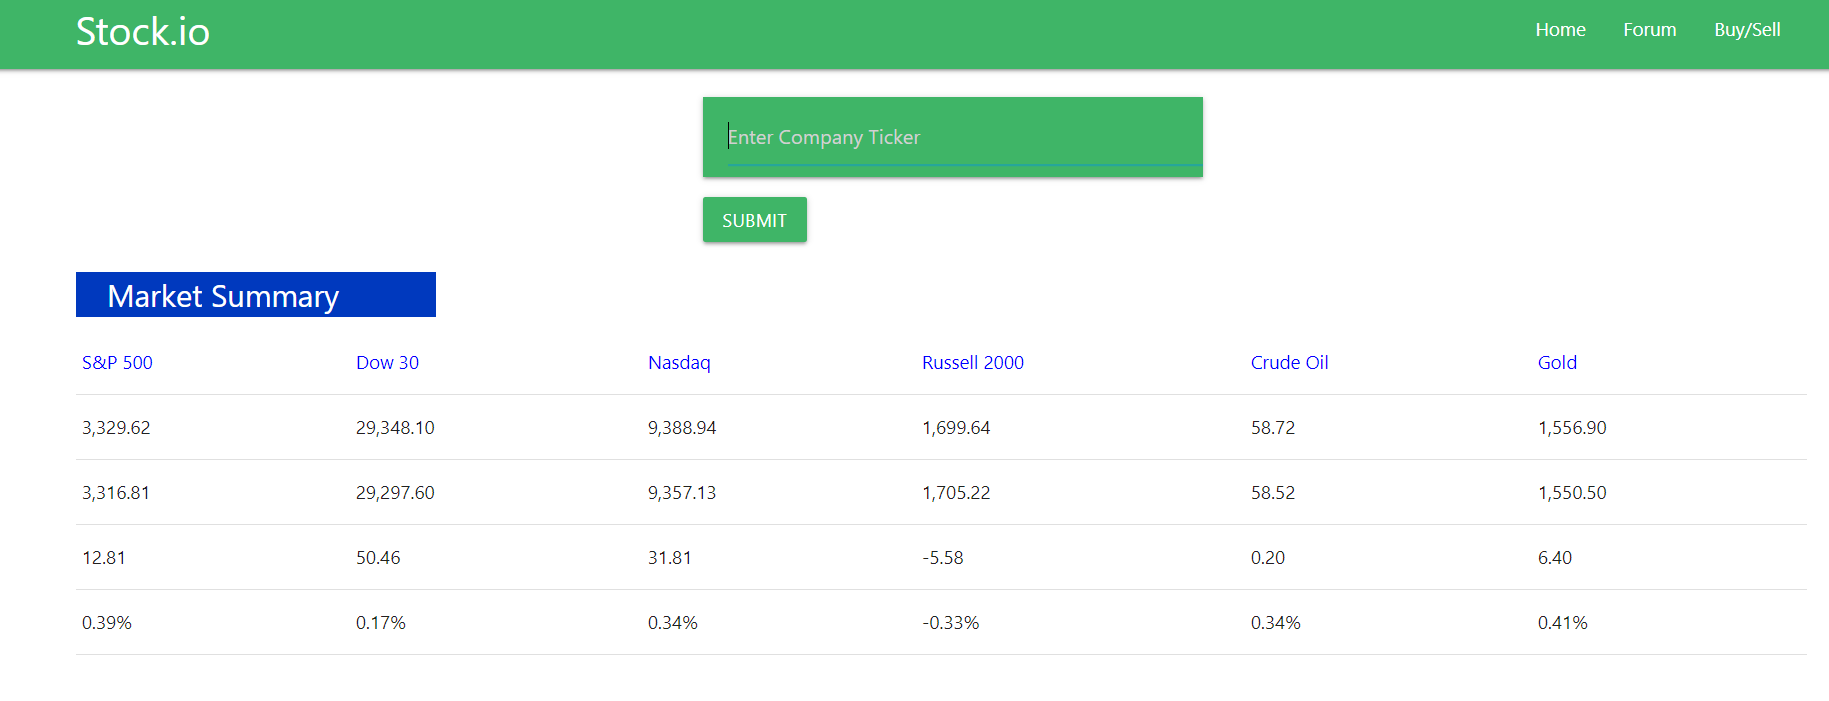 Stock.io Home Forum Buy/Sell
Enter Company Ticker
SUBMIT
Market Summary
S&P 500 Dow 30 Nasdaq Russell 2000 Crude Oil Gold
3,329.62 29,348.10 9,388.94 1,699.64 58.72 1,556.90
3,316.81 29,297.60 9,357.13 1,705.22 58.52 1,550.50
12.81 50.46 31.81 -5.58 0.20 6.40
0.39% 0.17% 0.34% -0.33% 0.34% 0.41%